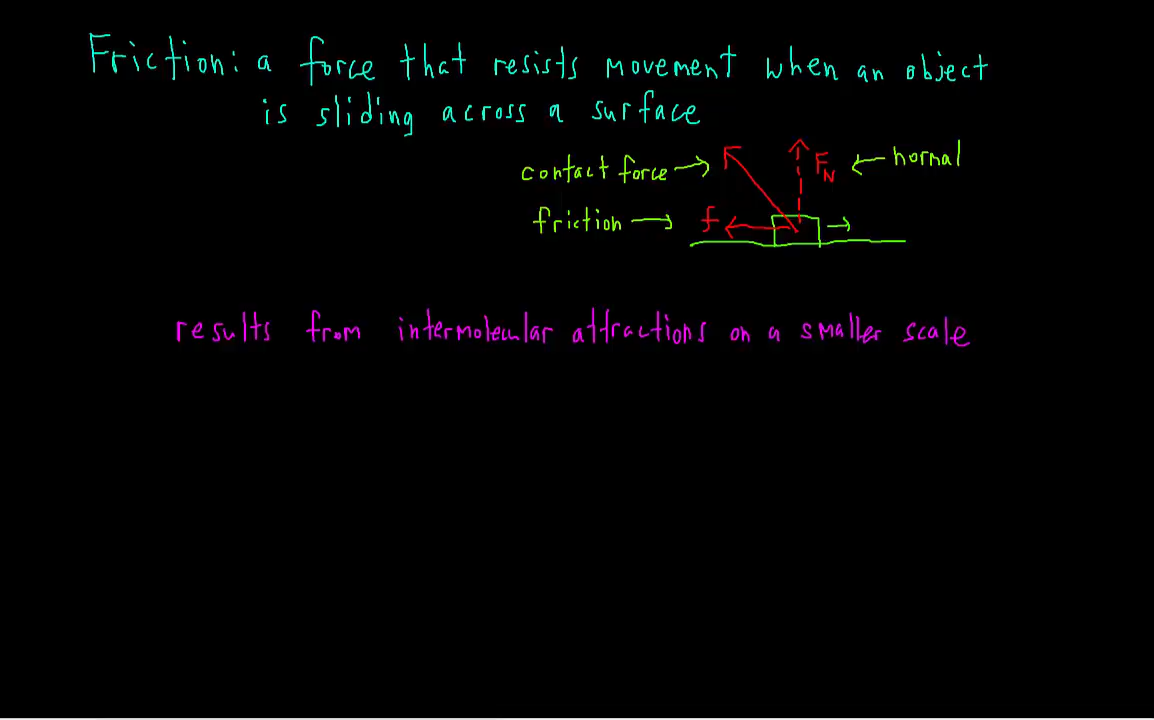 Friction: a force that resists movement when an object
is sliding across a surface
contact force → F_N ← normal
friction → f
results from intermolecular attractions on a smaller scale